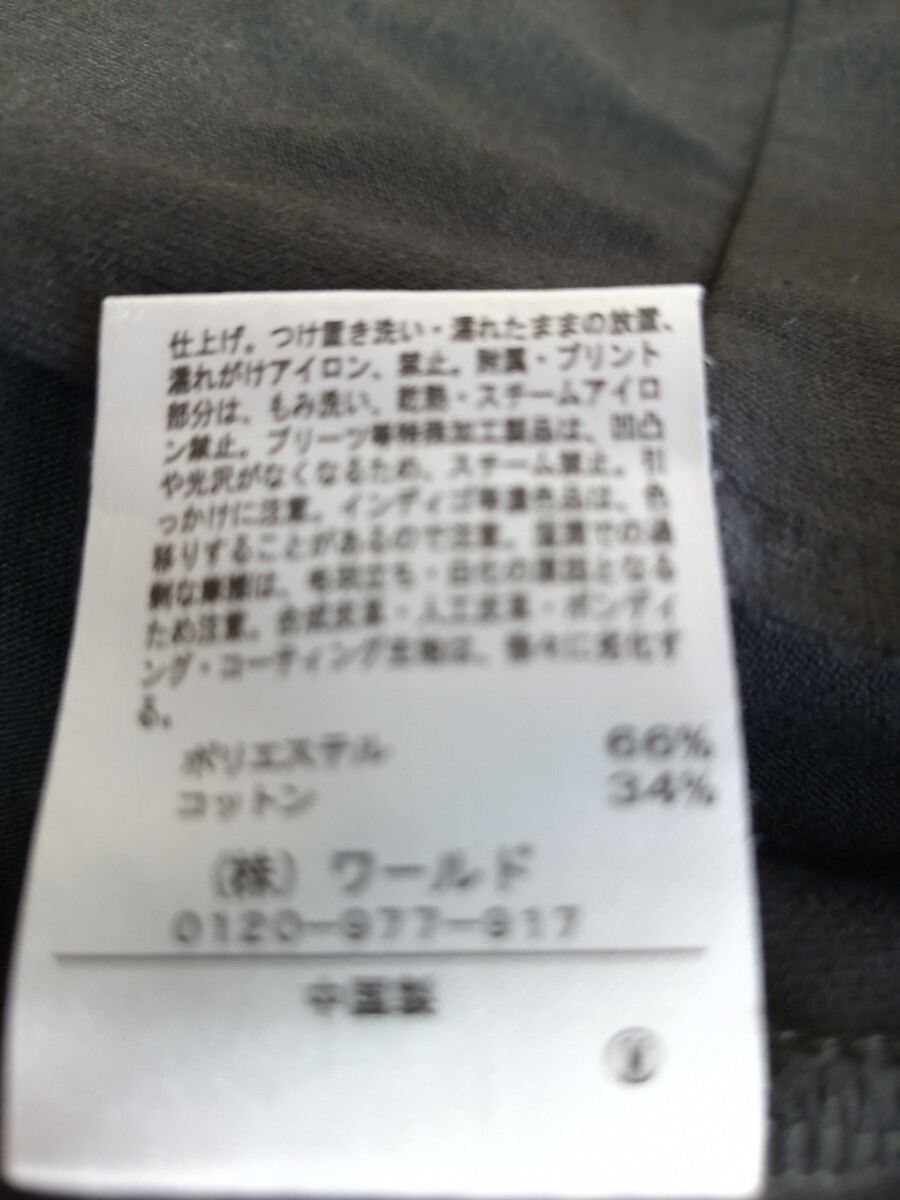 仕上げ。つけ置き洗い・濡れたままの放置、
濡れがけアイロン、禁止。附属・プリント
部分は、もみ洗い、乾熱・スチームアイロ
ン禁止。プリーツ等特殊加工製品は、凹凸
や光沢がなくなるため、スチーム禁止。引
っかけに注意。インディゴ等濃色品は、色
移りすることがあるので注意。湿潤での過
剰な摩擦は、毛羽立ち・白化の原因となる
ため注意。合成皮革・人工皮革・ボンディ
ング・コーティング生地は、徐々に劣化す
る。
ポリエステル 66%
コットン 34%
(株) ワールド
0120-977-917
中国製